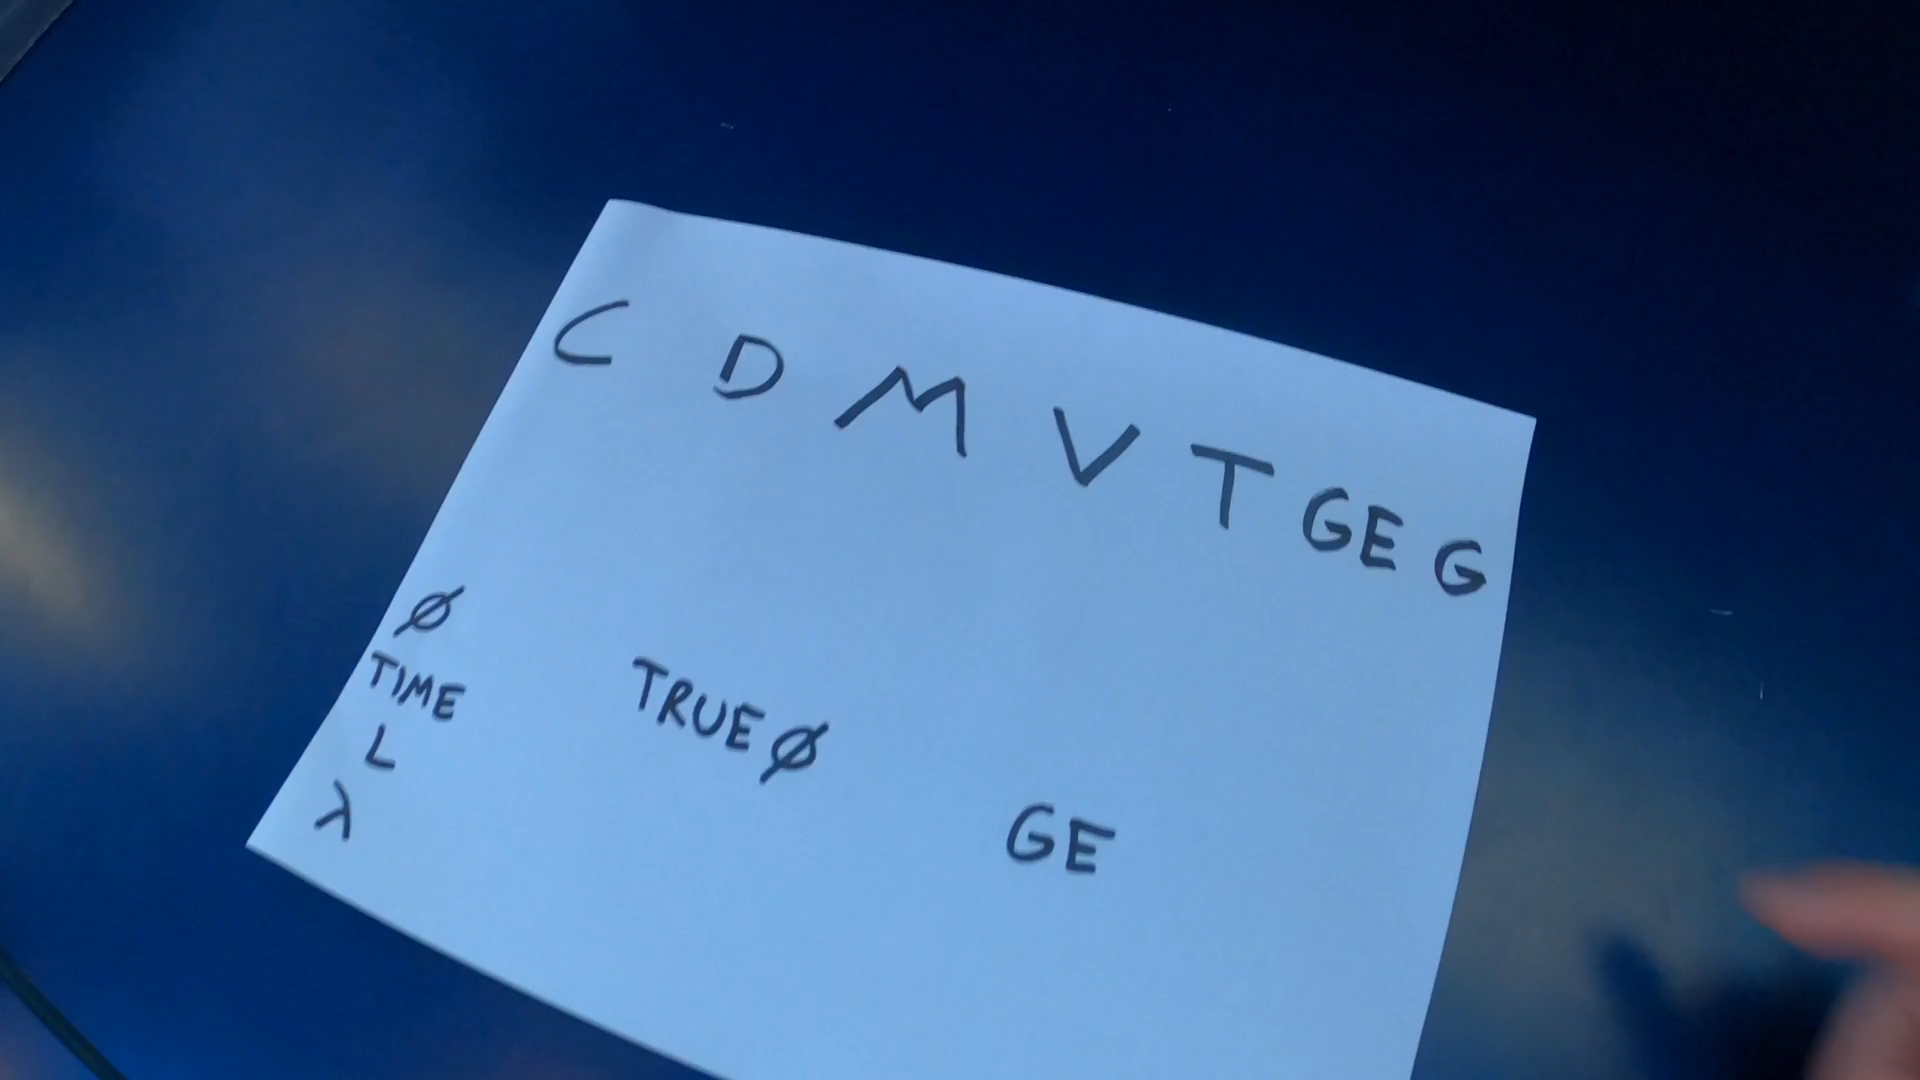 C D M V T GE G
Ø
TIME TRUE Ø
L
λ GE